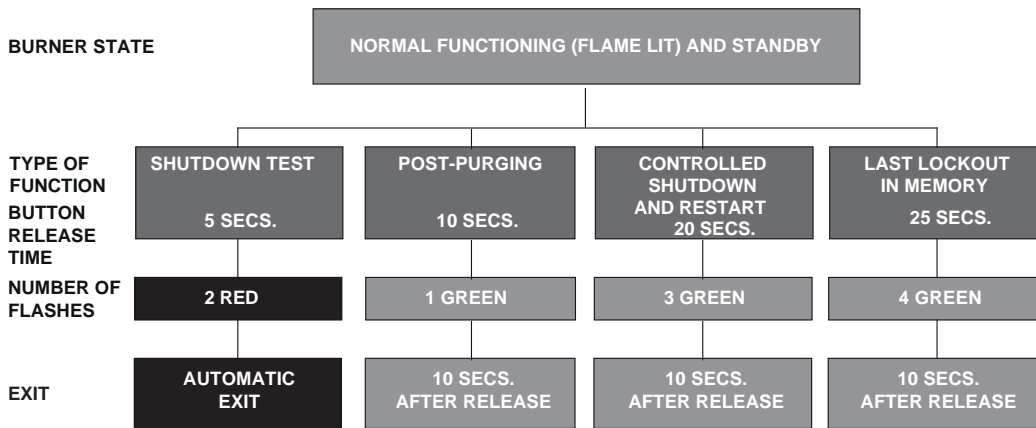 BURNER STATE
NORMAL FUNCTIONING (FLAME LIT) AND STANDBY
TYPE OF
FUNCTION
BUTTON
RELEASE
TIME
SHUTDOWN TEST
5 SECS.
POST-PURGING
10 SECS.
CONTROLLED
SHUTDOWN
AND RESTART
20 SECS.
LAST LOCKOUT
IN MEMORY
25 SECS.
NUMBER OF
FLASHES
2 RED
1 GREEN
3 GREEN
4 GREEN
EXIT
AUTOMATIC
EXIT
10 SECS.
AFTER RELEASE
10 SECS.
AFTER RELEASE
10 SECS.
AFTER RELEASE